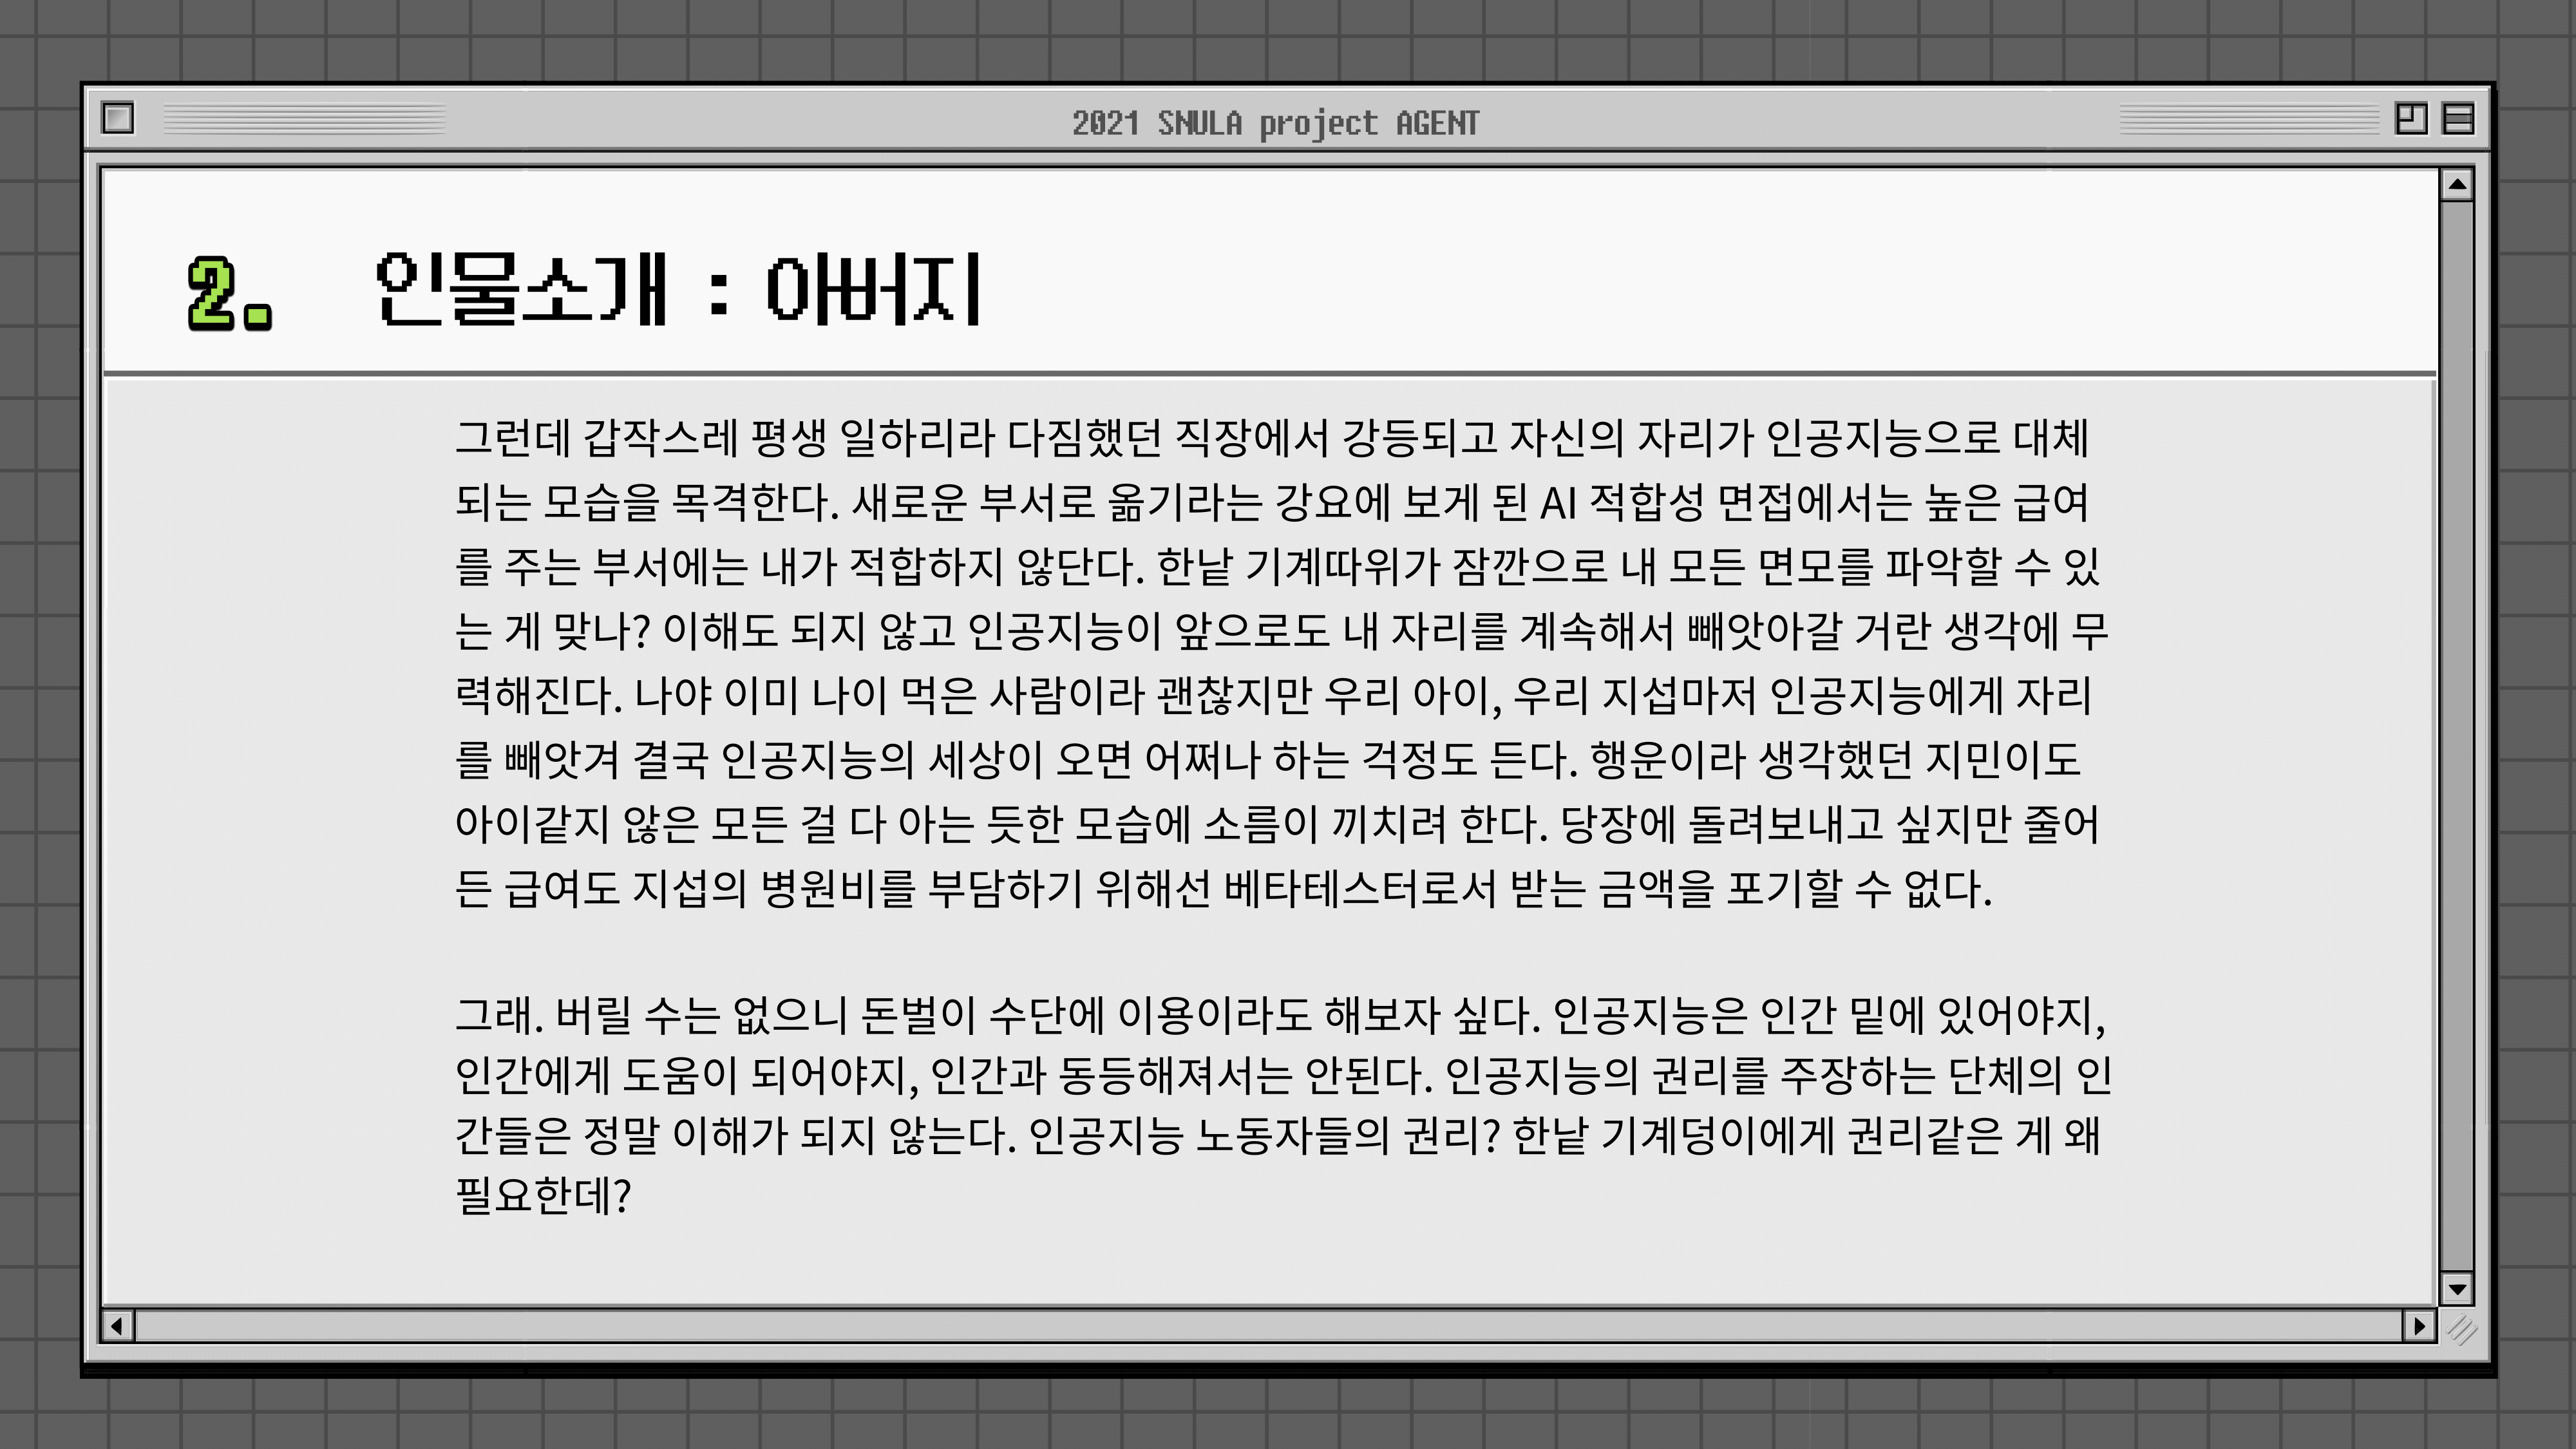 2021 SNULA project AGENT
2. 인물소개 : 아버지
그런데 갑작스레 평생 일하리라 다짐했던 직장에서 강등되고 자신의 자리가 인공지능으로 대체
되는 모습을 목격한다. 새로운 부서로 옮기라는 강요에 보게 된 AI 적합성 면접에서는 높은 급여
를 주는 부서에는 내가 적합하지 않단다. 한낱 기계따위가 잠깐으로 내 모든 면모를 파악할 수 있
는 게 맞나? 이해도 되지 않고 인공지능이 앞으로도 내 자리를 계속해서 빼앗아갈 거란 생각에 무
력해진다. 나야 이미 나이 먹은 사람이라 괜찮지만 우리 아이, 우리 지섭마저 인공지능에게 자리
를 빼앗겨 결국 인공지능의 세상이 오면 어쩌나 하는 걱정도 든다. 행운이라 생각했던 지민이도
아이같지 않은 모든 걸 다 아는 듯한 모습에 소름이 끼치려 한다. 당장에 돌려보내고 싶지만 줄어
든 급여도 지섭의 병원비를 부담하기 위해선 베타테스터로서 받는 금액을 포기할 수 없다.
그래. 버릴 수는 없으니 돈벌이 수단에 이용이라도 해보자 싶다. 인공지능은 인간 밑에 있어야지,
인간에게 도움이 되어야지, 인간과 동등해져서는 안된다. 인공지능의 권리를 주장하는 단체의 인
간들은 정말 이해가 되지 않는다. 인공지능 노동자들의 권리? 한낱 기계덩이에게 권리같은 게 왜
필요한데?